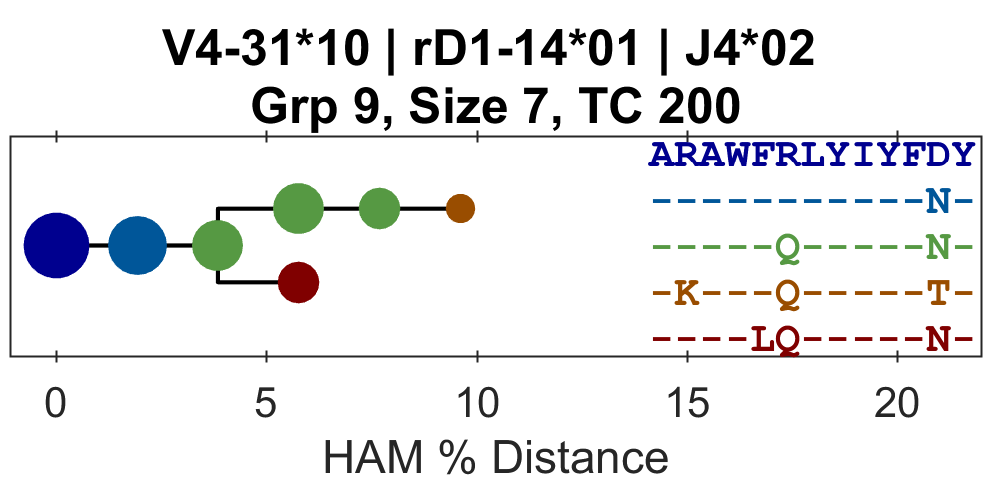 V4-31*10 | rD1-14*01 | J4*02
Grp 9, Size 7, TC 200
ARAWFRLYIYFDY
-----------N-
-----Q-----N-
-K---Q-----T-
----LQ-----N-
0 5 10 15 20
HAM % Distance